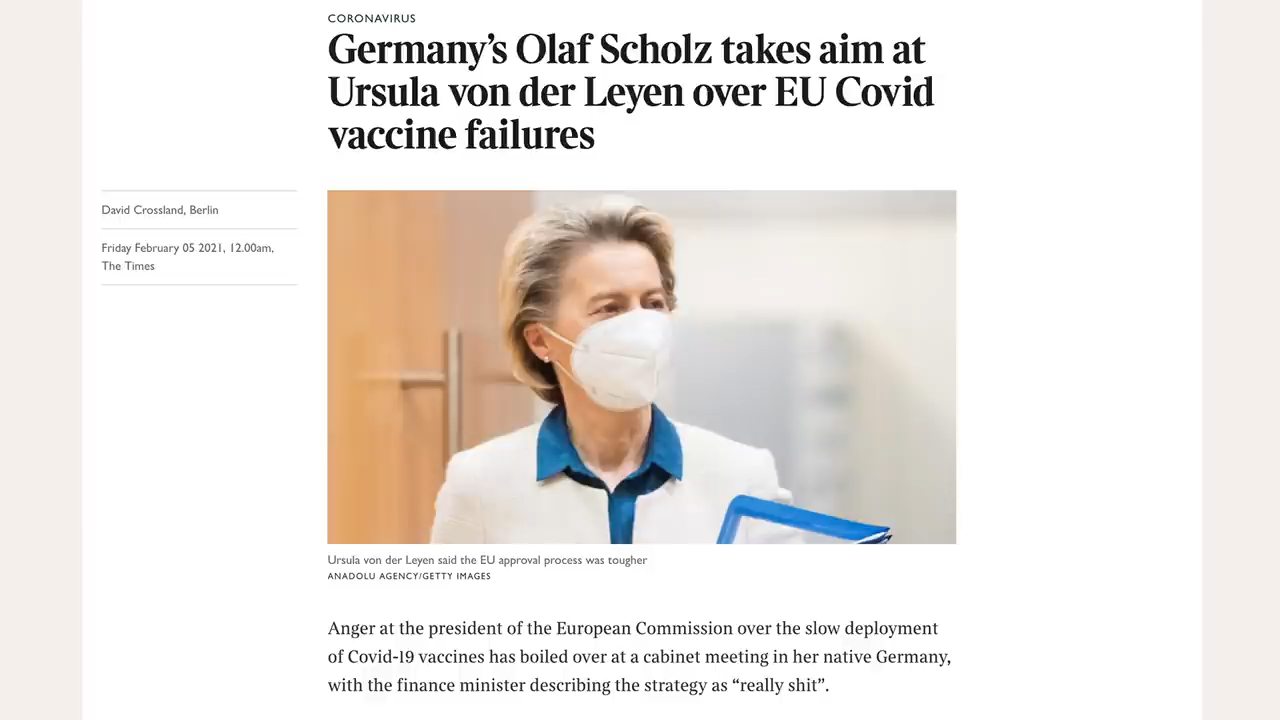 CORONAVIRUS
Germany’s Olaf Scholz takes aim at
Ursula von der Leyen over EU Covid
vaccine failures
David Crossland, Berlin
Friday February 05 2021, 12.00am,
The Times
Ursula von der Leyen said the EU approval process was tougher
ANADOLU AGENCY/GETTY IMAGES
Anger at the president of the European Commission over the slow deployment
of Covid-19 vaccines has boiled over at a cabinet meeting in her native Germany,
with the finance minister describing the strategy as “really shit”.